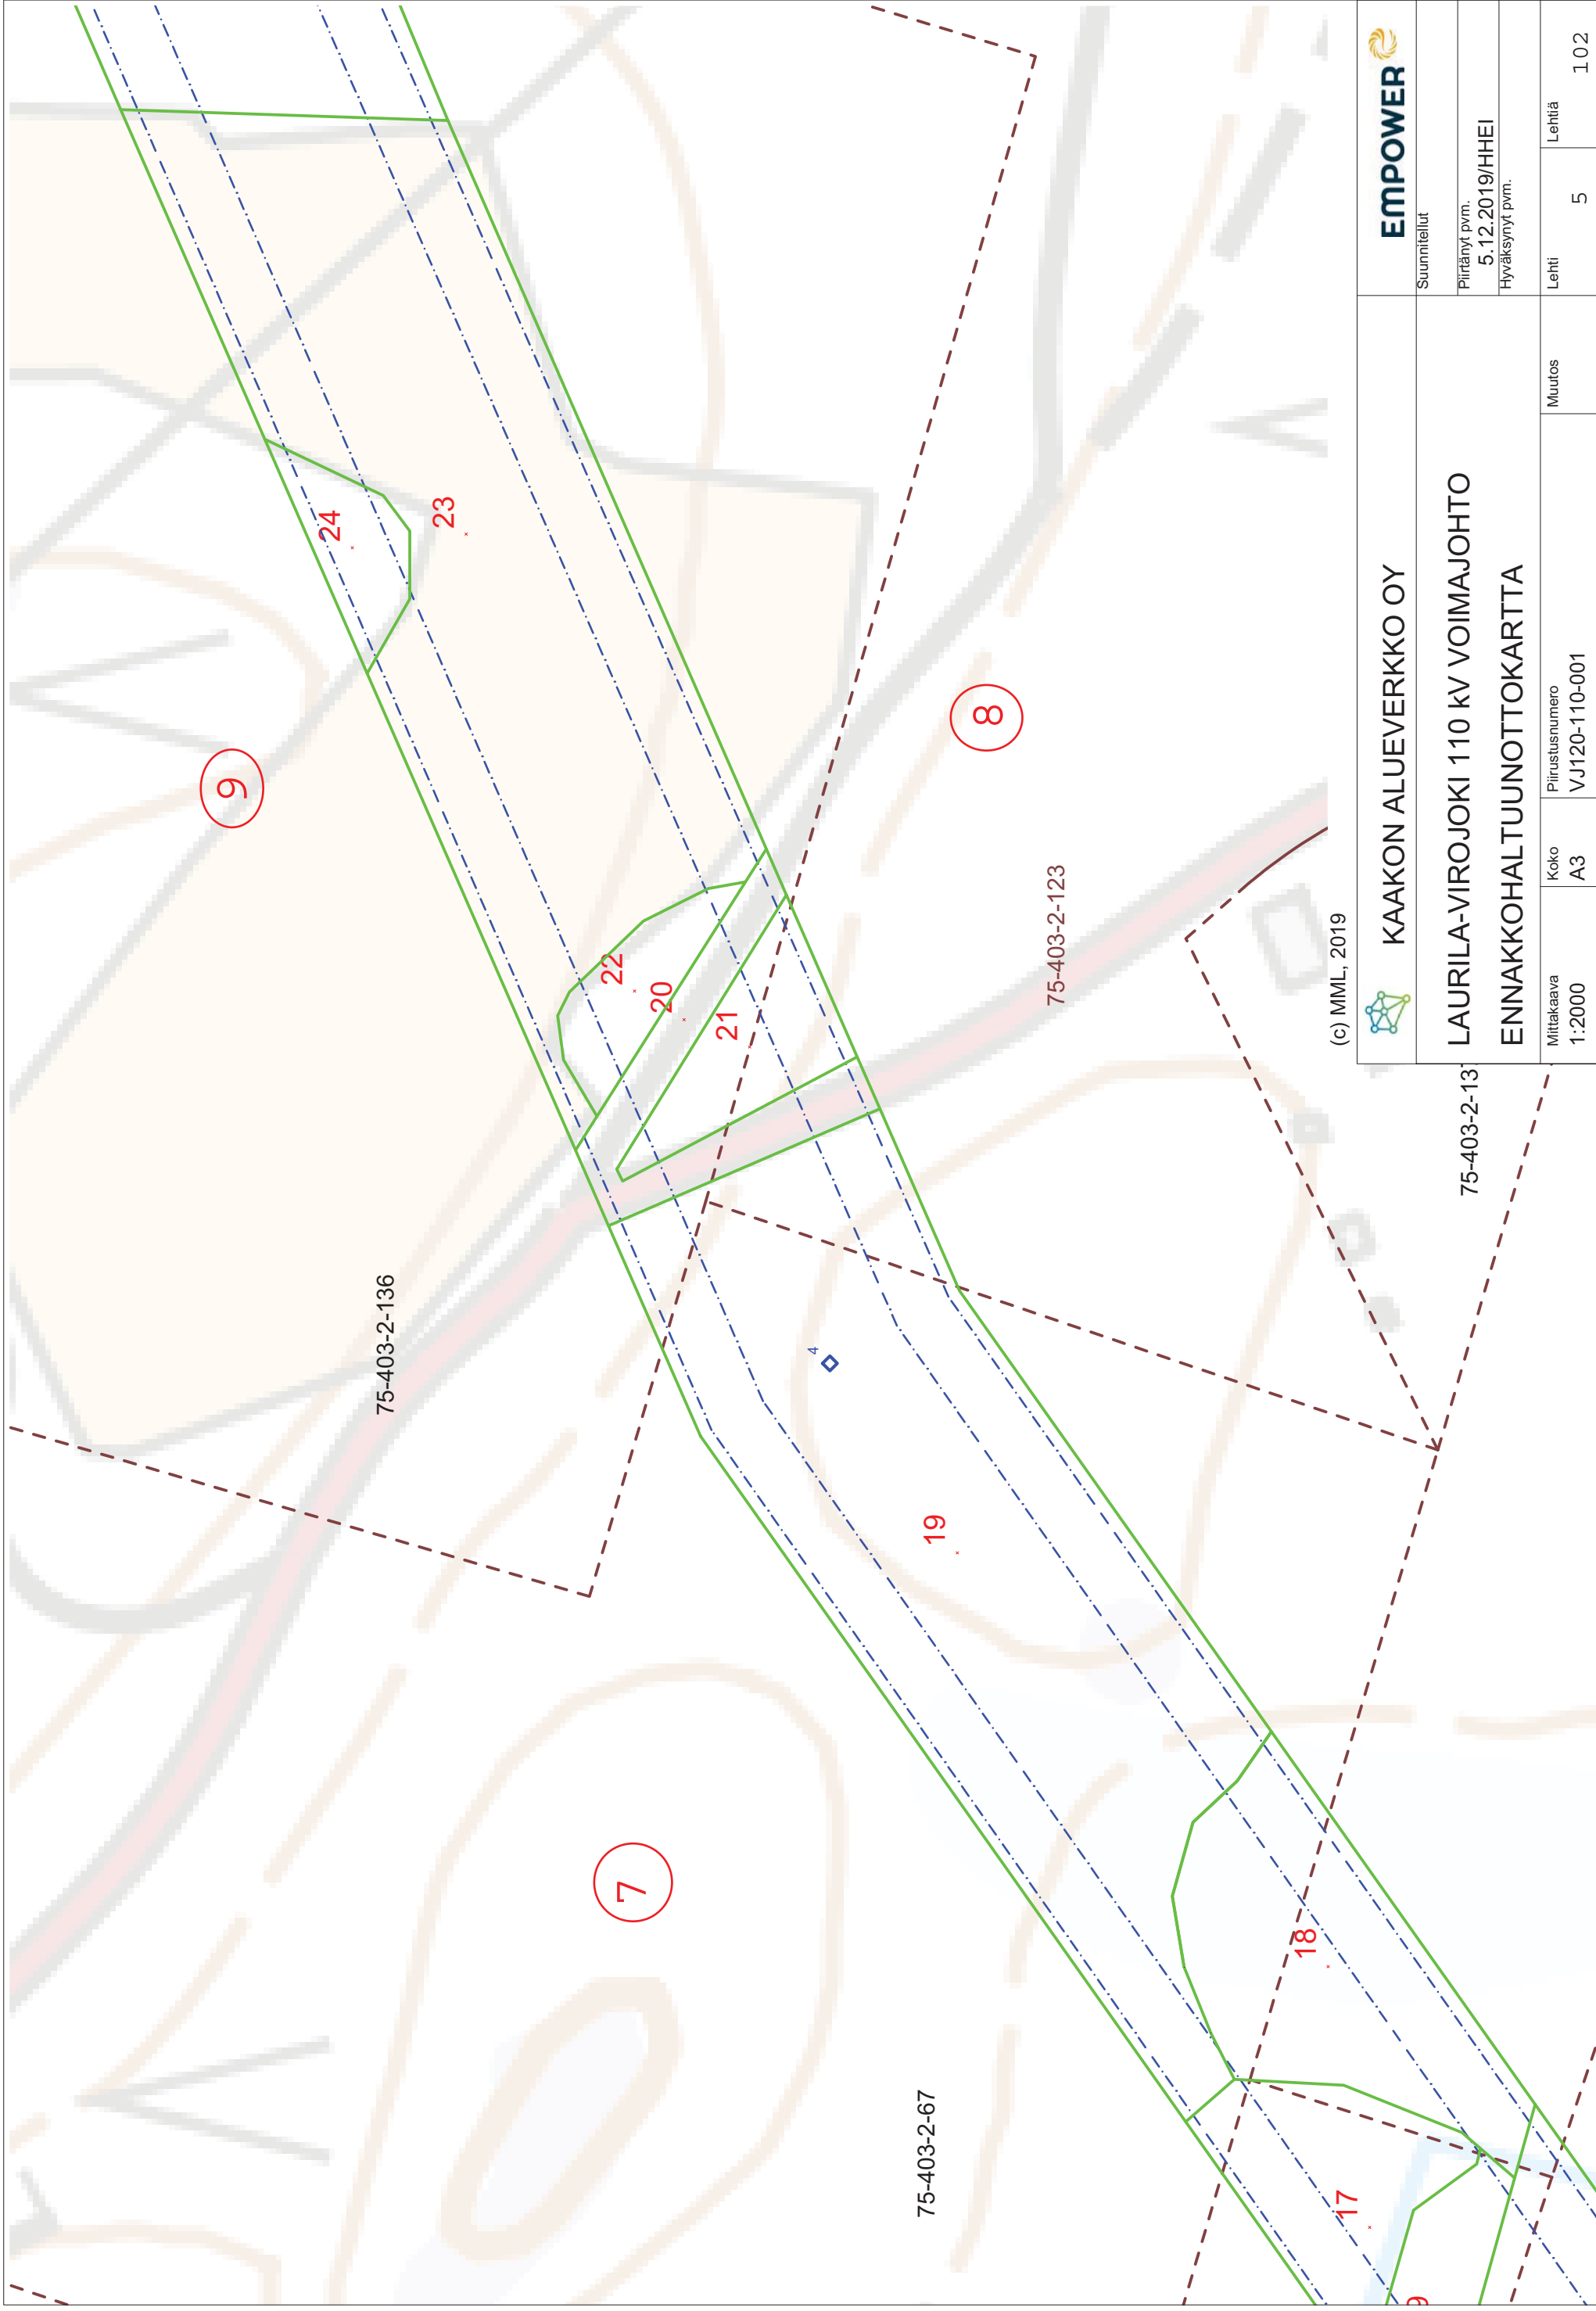 9
24
23
22
20
21
8
75-403-2-136
75-403-2-123
4
19
7
18
75-403-2-67
17
9
75-403-2-13
(c) MML, 2019
KAAKON ALUEVERKKO OY
EMPOWER
LAURILA-VIROJOKI 110 kV VOIMAJOHTO
ENNAKKOHALTUUNOTTOKARTTA
Suunnitellut
Piirtänyt pvm.
5.12.2019/HHEI
Hyväksynyt pvm.
Mittakaava
1:2000
Koko
A3
Piirustusnumero
VJ120-110-001
Muutos
Lehti
5
Lehtiä
102